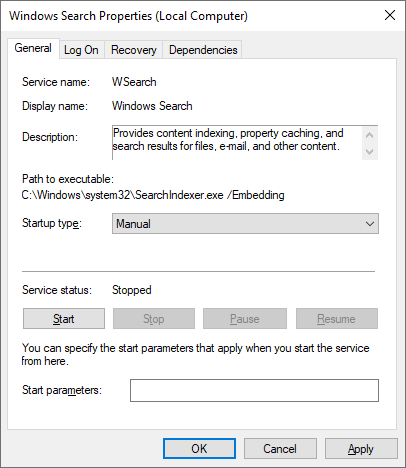 Windows Search Properties (Local Computer)
General Log On Recovery Dependencies
Service name: WSearch
Display name: Windows Search
Description: Provides content indexing, property caching, and
search results for files, e-mail, and other content.
Path to executable:
C:\Windows\system32\SearchIndexer.exe /Embedding
Startup type: Manual
Service status: Stopped
Start Stop Pause Resume
You can specify the start parameters that apply when you start the service
from here.
Start parameters:
OK Cancel Apply